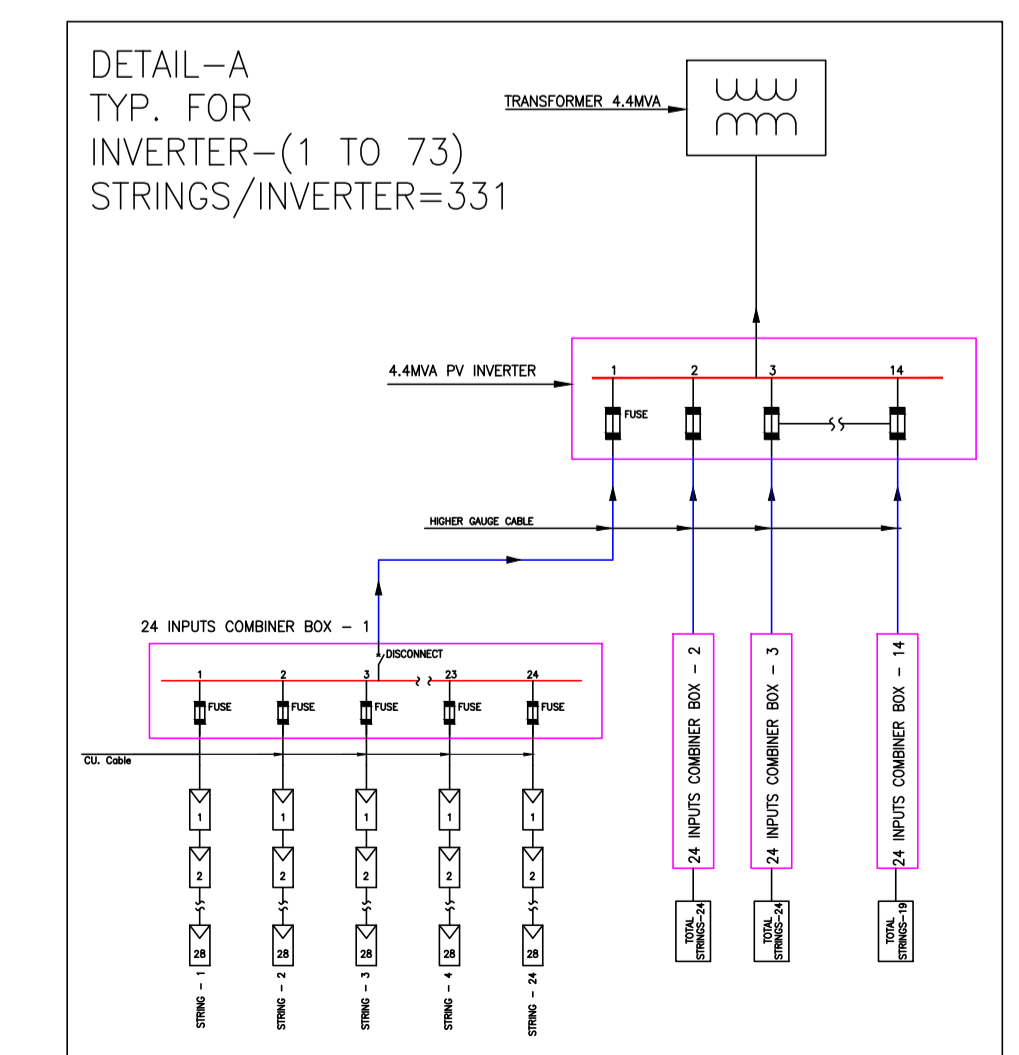 DETAIL-A
TYP. FOR
INVERTER-(1 TO 73)
STRINGS/INVERTER=331
TRANSFORMER 4.4MVA
4.4MVA PV INVERTER
1 2 3 14
FUSE
HIGHER GAUGE CABLE
24 INPUTS COMBINER BOX - 1
DISCONNECT
1 2 3 23 24
FUSE FUSE FUSE FUSE FUSE
CU. Cable
1 1 1 1 1
2 2 2 2 2
28 28 28 28 28
STRING - 1
STRING - 2
STRING - 3
STRING - 4
STRING - 24
24 INPUTS COMBINER BOX - 2
24 INPUTS COMBINER BOX - 3
24 INPUTS COMBINER BOX - 14
TOTAL
STRINGS-24
TOTAL
STRINGS-24
TOTAL
STRINGS-19